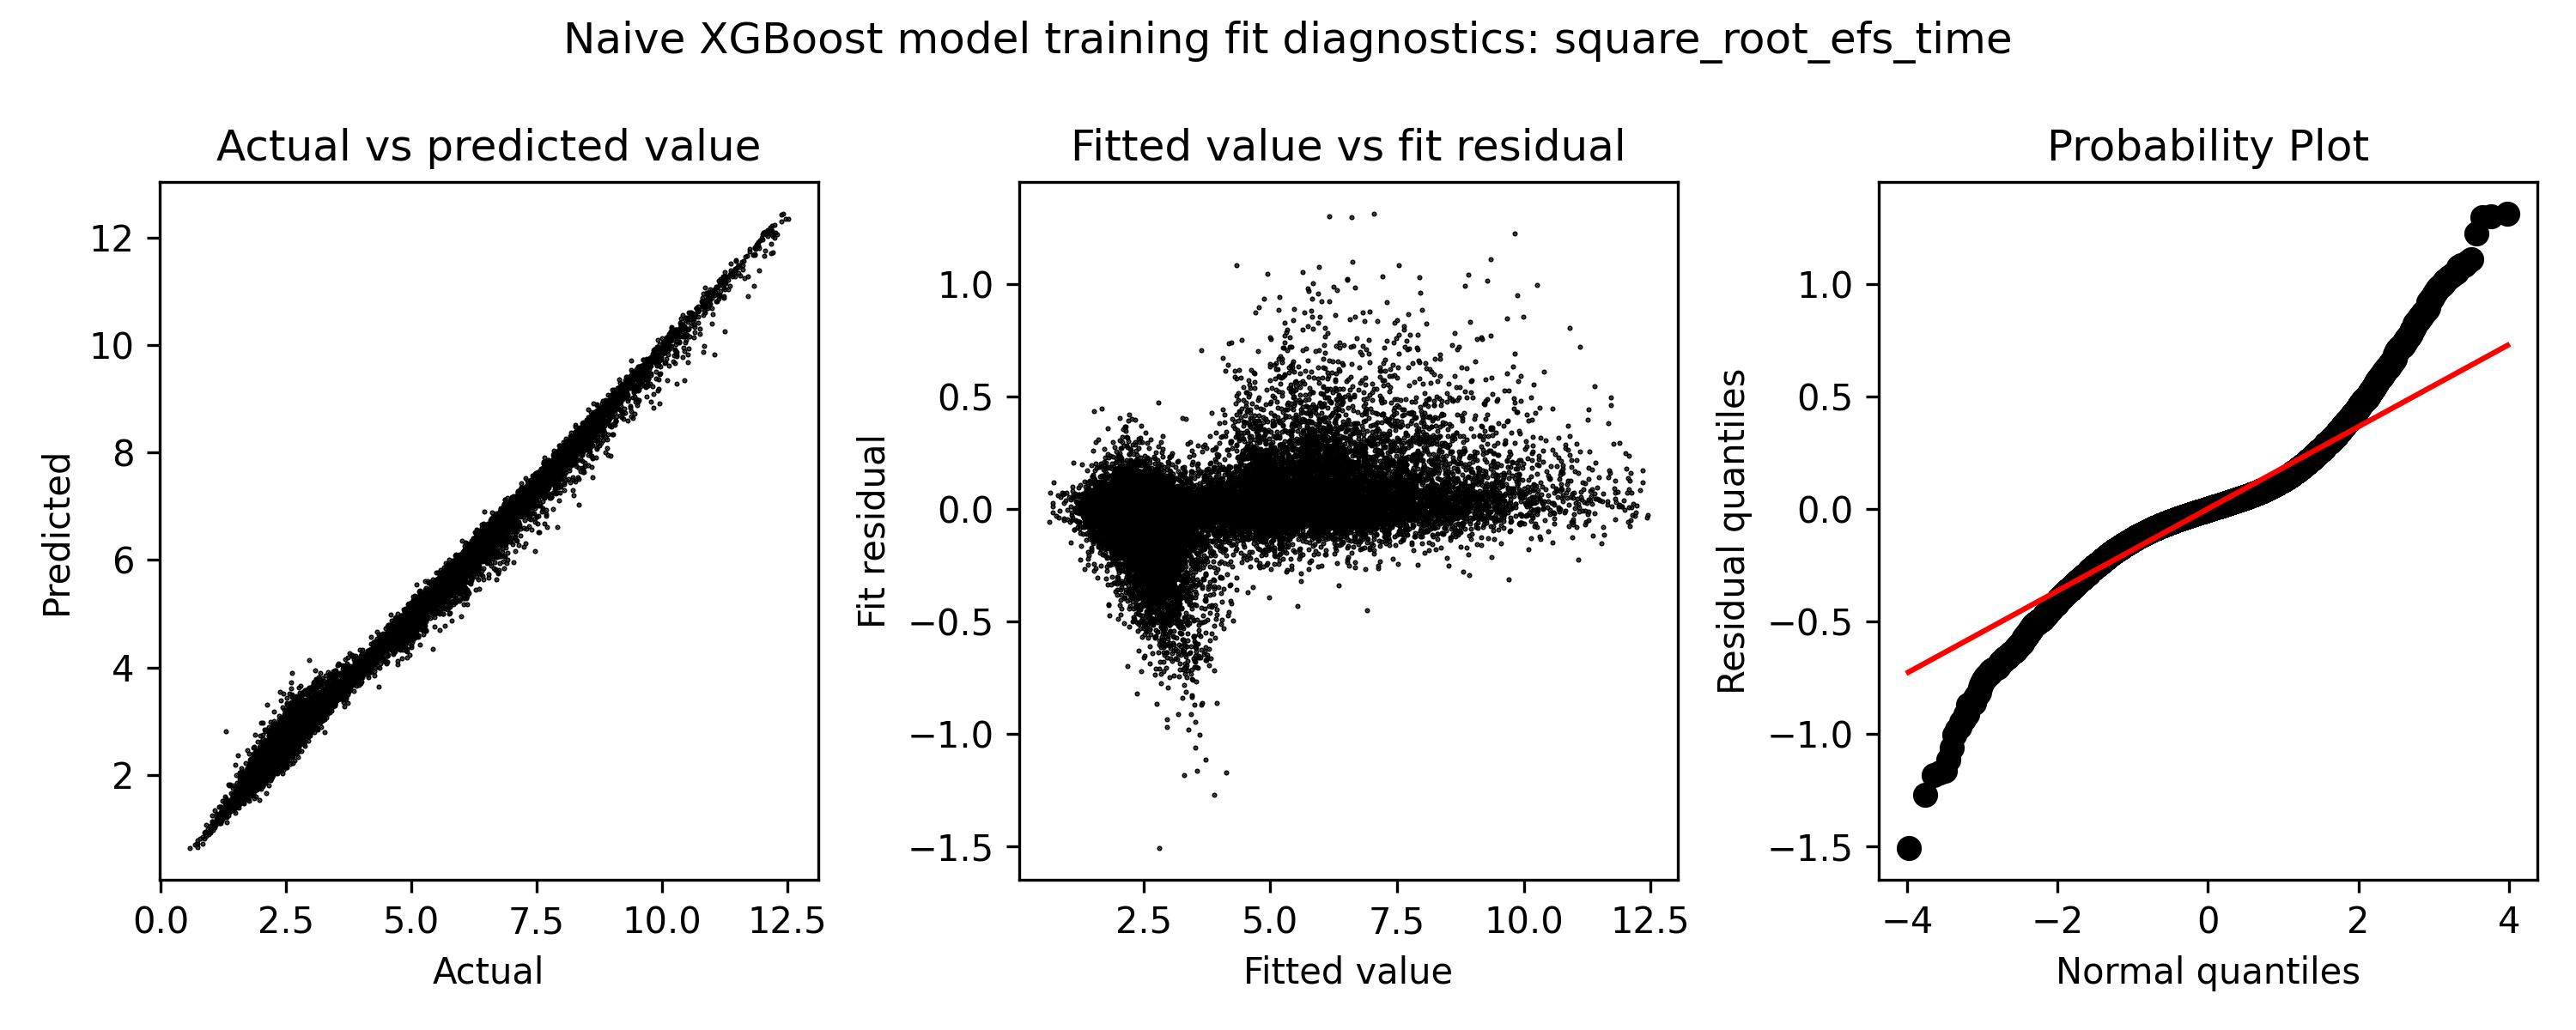 Naive XGBoost model training fit diagnostics: square_root_efs_time
Actual vs predicted value
Predicted
12
10
8
6
4
2
0.0 2.5 5.0 7.5 10.0 12.5
Actual
Fitted value vs fit residual
Fit residual
1.0
0.5
0.0
−0.5
−1.0
−1.5
2.5 5.0 7.5 10.0 12.5
Fitted value
Probability Plot
Residual quantiles
1.0
0.5
0.0
−0.5
−1.0
−1.5
−4 −2 0 2 4
Normal quantiles